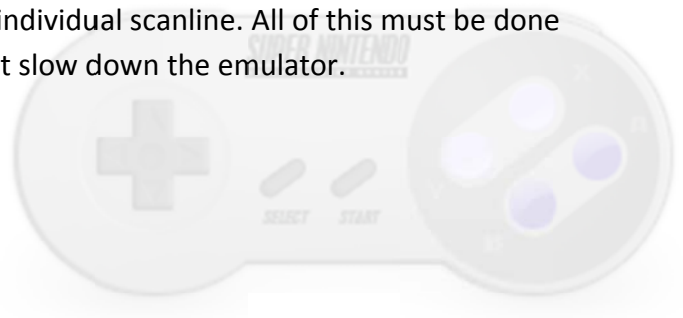 individual scanline. All of this must be done
t slow down the emulator.
SUPER NINTENDO
SELECT START
X
Y